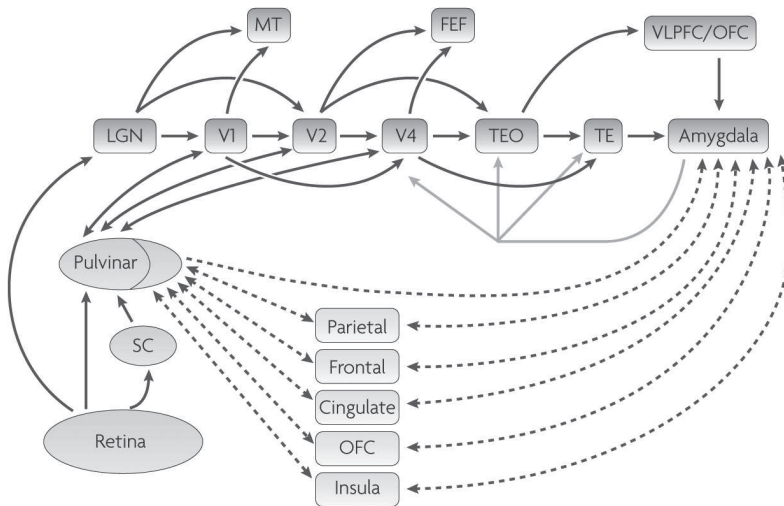 MT
FEF
VLPFC/OFC
LGN
V1
V2
V4
TEO
TE
Amygdala
Pulvinar
Parietal
SC
Frontal
Cingulate
Retina
OFC
Insula